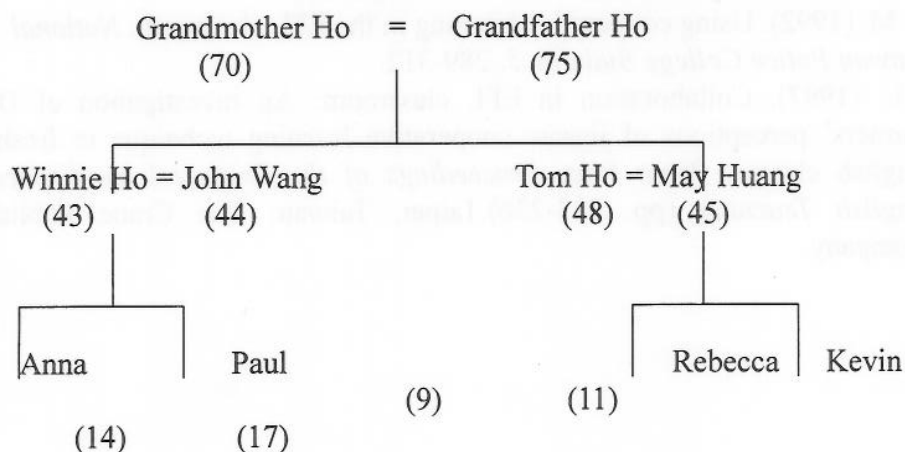 Grandmother Ho = Grandfather Ho
(70) (75)
Winnie Ho = John Wang Tom Ho = May Huang
(43) (44) (48) (45)
Anna Paul Rebecca Kevin
(9) (11)
(14) (17)